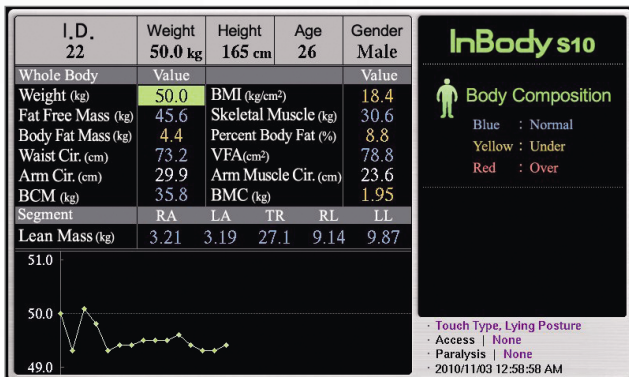 I.D. Weight Height Age Gender
22 50.0 kg 165 cm 26 Male
Whole Body Value Value
Weight (kg) 50.0 BMI (kg/cm²) 18.4
Fat Free Mass (kg) 45.6 Skeletal Muscle (kg) 30.6
Body Fat Mass (kg) 4.4 Percent Body Fat (%) 8.8
Waist Cir. (cm) 73.2 VFA(cm²) 78.8
Arm Cir. (cm) 29.9 Arm Muscle Cir. (cm) 23.6
BCM (kg) 35.8 BMC (kg) 1.95
Segment RA LA TR RL LL
Lean Mass (kg) 3.21 3.19 27.1 9.14 9.87
51.0
50.0
49.0
InBody S10
Body Composition
Blue : Normal
Yellow : Under
Red : Over
· Touch Type, Lying Posture
· Access | None
· Paralysis | None
· 2010/11/03 12:58:58 AM